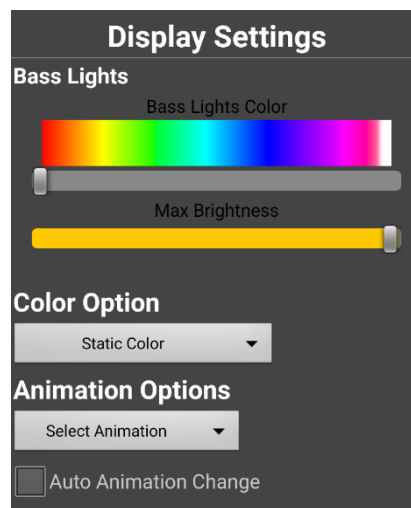 Display Settings
Bass Lights
Bass Lights Color
Max Brightness
Color Option
Static Color
Animation Options
Select Animation
Auto Animation Change